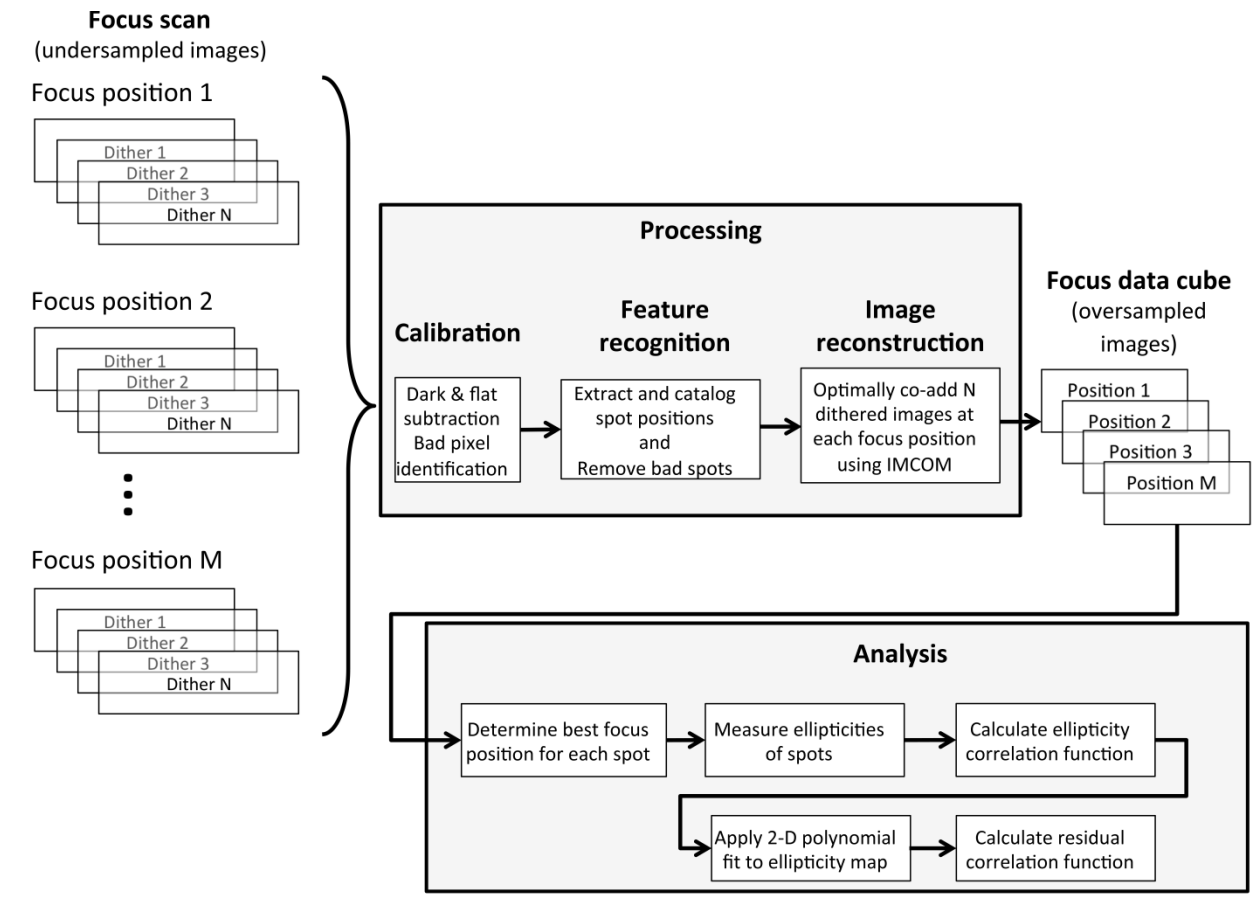 Focus scan
(undersampled images)
Focus position 1
Dither 1
Dither 2
Dither 3
Dither N
Focus position 2
Dither 1
Dither 2
Dither 3
Dither N
Focus position M
Dither 1
Dither 2
Dither 3
Dither N
Processing
Calibration
Dark & flat
subtraction
Bad pixel
identification
Feature
recognition
Extract and catalog
spot positions
and
Remove bad spots
Image
reconstruction
Optimally co-add N
dithered images at
each focus position
using IMCOM
Focus data cube
(oversampled
images)
Position 1
Position 2
Position 3
Position M
Analysis
Determine best focus
position for each spot
Measure ellipticities
of spots
Calculate ellipticity
correlation function
Apply 2-D polynomial
fit to ellipticity map
Calculate residual
correlation function